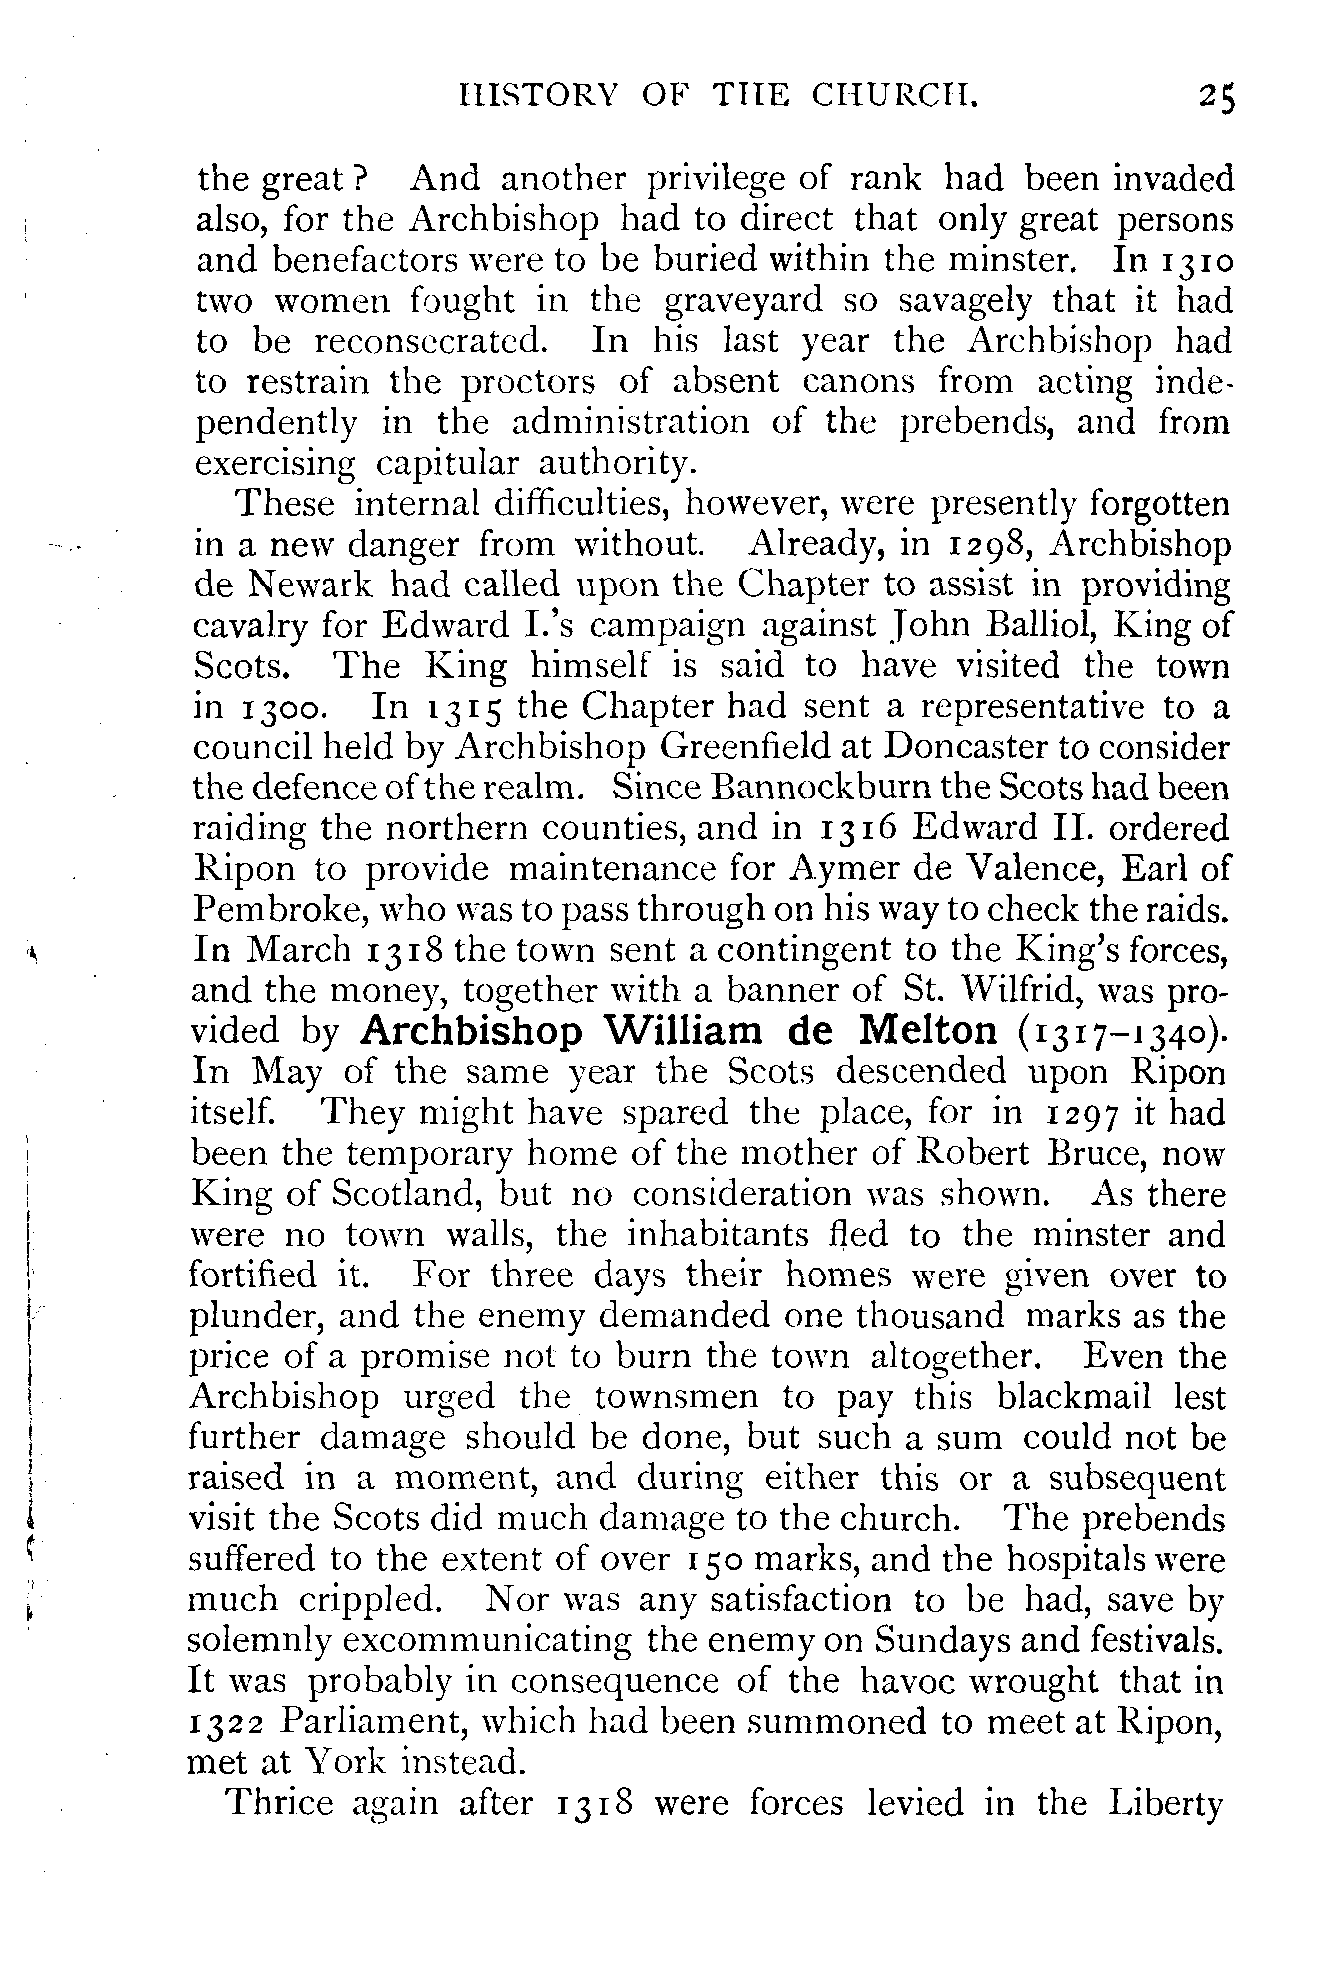 HISTORY OF THE CHURCH. 25
the great ? And another privilege of rank had been invaded
also, for the Archbishop had to direct that only great persons
and benefactors were to be buried within the minster. In 1310
two women fought in the graveyard so savagely that it had
to be reconsecrated. In his last year the Archbishop had
to restrain the proctors of absent canons from acting inde-
pendently in the administration of the prebends, and from
exercising capitular authority.
These internal difficulties, however, were presently forgotten
in a new danger from without. Already, in 1298, Archbishop
de Newark had called upon the Chapter to assist in providing
cavalry for Edward I.'s campaign against John Balliol, King of
Scots. The King himself is said to have visited the town
in 1300. In 1315 the Chapter had sent a representative to a
council held by Archbishop Greenfield at Doncaster to consider
the defence of the realm. Since Bannockburn the Scots had been
raiding the northern counties, and in 1316 Edward II. ordered
Ripon to provide maintenance for Aymer de Valence, Earl of
Pembroke, who was to pass through on his way to check the raids.
In March 1318 the town sent a contingent to the King's forces,
and the money, together with a banner of St. Wilfrid, was pro-
vided by Archbishop William de Melton (1317–1340).
In May of the same year the Scots descended upon Ripon
itself. They might have spared the place, for in 1297 it had
been the temporary home of the mother of Robert Bruce, now
King of Scotland, but no consideration was shown. As there
were no town walls, the inhabitants fled to the minster and
fortified it. For three days their homes were given over to
plunder, and the enemy demanded one thousand marks as the
price of a promise not to burn the town altogether. Even the
Archbishop urged the townsmen to pay this blackmail lest
further damage should be done, but such a sum could not be
raised in a moment, and during either this or a subsequent
visit the Scots did much damage to the church. The prebends
suffered to the extent of over 150 marks, and the hospitals were
much crippled. Nor was any satisfaction to be had, save by
solemnly excommunicating the enemy on Sundays and festivals.
It was probably in consequence of the havoc wrought that in
1322 Parliament, which had been summoned to meet at Ripon,
met at York instead.
Thrice again after 1318 were forces levied in the Liberty